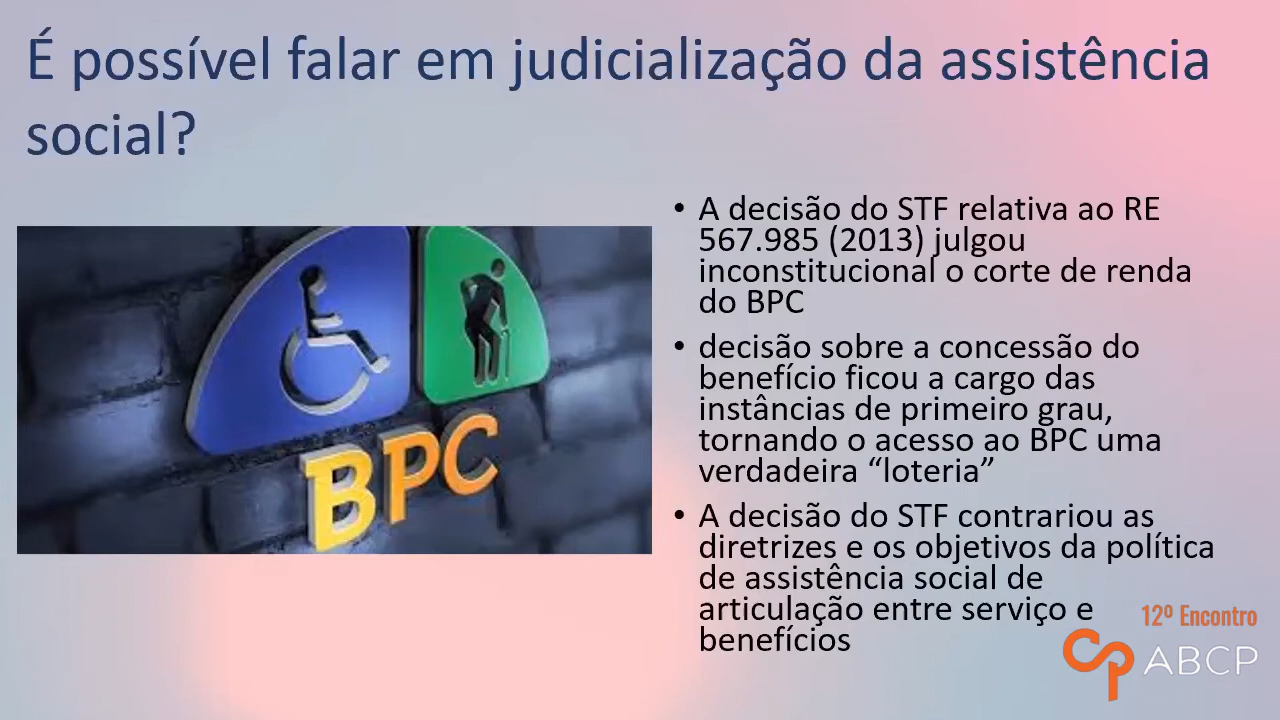 É possível falar em judicialização da assistência
social?
• A decisão do STF relativa ao RE
567.985 (2013) julgou
inconstitucional o corte de renda
do BPC
• decisão sobre a concessão do
benefício ficou a cargo das
instâncias de primeiro grau,
tornando o acesso ao BPC uma
verdadeira “loteria”
• A decisão do STF contrariou as
diretrizes e os objetivos da política
de assistência social de
articulação entre serviço e
benefícios
BPC
12º Encontro
CP ABCP